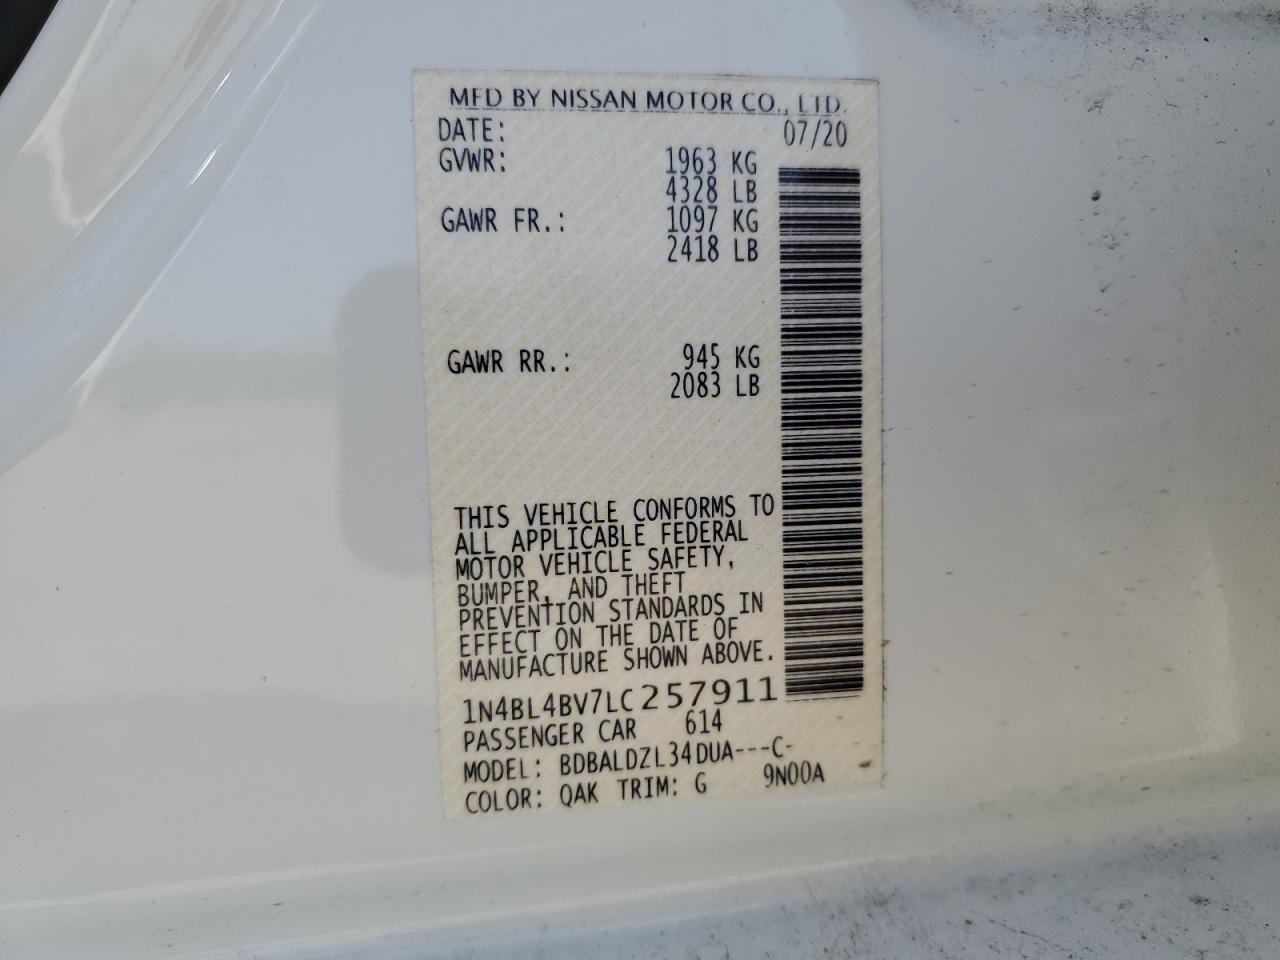 MFD BY NISSAN MOTOR CO., LTD.
DATE: 07/20
GVWR: 1963 KG
4328 LB
GAWR FR.: 1097 KG
2418 LB
GAWR RR.: 945 KG
2083 LB
THIS VEHICLE CONFORMS TO
ALL APPLICABLE FEDERAL
MOTOR VEHICLE SAFETY,
BUMPER, AND THEFT
PREVENTION STANDARDS IN
EFFECT ON THE DATE OF
MANUFACTURE SHOWN ABOVE.
1N4BL4BV7LC257911
PASSENGER CAR 614
MODEL: BDBALDZL34DUA---C-
COLOR: QAK TRIM: G 9N00A